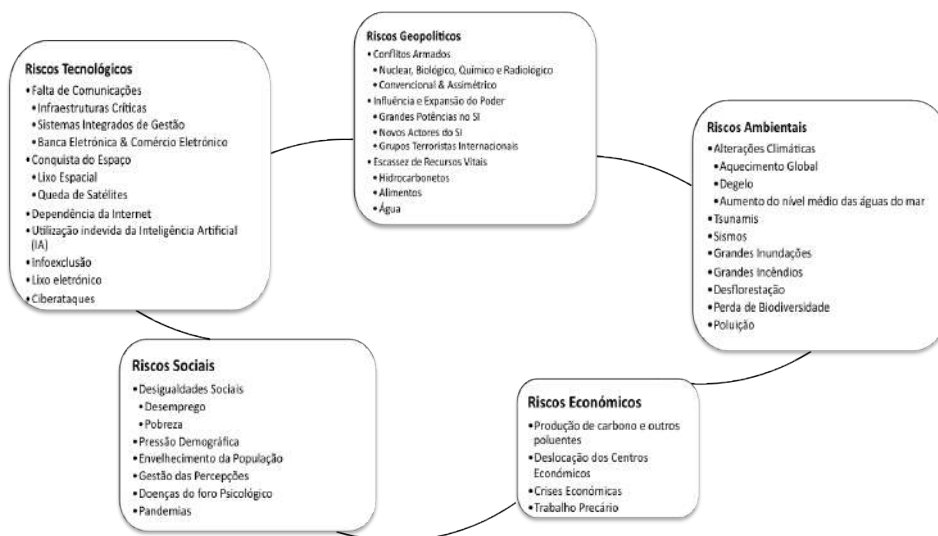 Riscos Geopolíticos
•Conflitos Armados
•Nuclear, Biológico, Químico e Radiológico
•Convencional & Assimétrico
•Influência e Expansão do Poder
•Grandes Potências no SI
•Novos Actores do SI
•Grupos Terroristas Internacionais
•Escassez de Recursos Vitais
•Hidrocarbonetos
•Alimentos
•Água
Riscos Tecnológicos
•Falta de Comunicações
•Infraestruturas Críticas
•Sistemas Integrados de Gestão
•Banca Eletrónica & Comércio Eletrónico
•Conquista do Espaço
•Lixo Espacial
•Queda de Satélites
•Dependência da Internet
•Utilização indevida da Inteligência Artificial
(IA)
•Infoexclusão
•Lixo eletrónico
•Ciberataques
Riscos Ambientais
•Alterações Climáticas
•Aquecimento Global
•Degelo
•Aumento do nível médio das águas do mar
•Tsunamis
•Sismos
•Grandes Inundações
•Grandes Incêndios
•Desflorestação
•Perda de Biodiversidade
•Poluição
Riscos Sociais
•Desigualdades Sociais
•Desemprego
•Pobreza
•Pressão Demográfica
•Envelhecimento da População
•Gestão das Percepções
•Doenças do foro Psicológico
•Pandemias
Riscos Económicos
•Produção de carbono e outros
poluentes
•Deslocação dos Centros
Económicos
•Crises Económicas
•Trabalho Precário